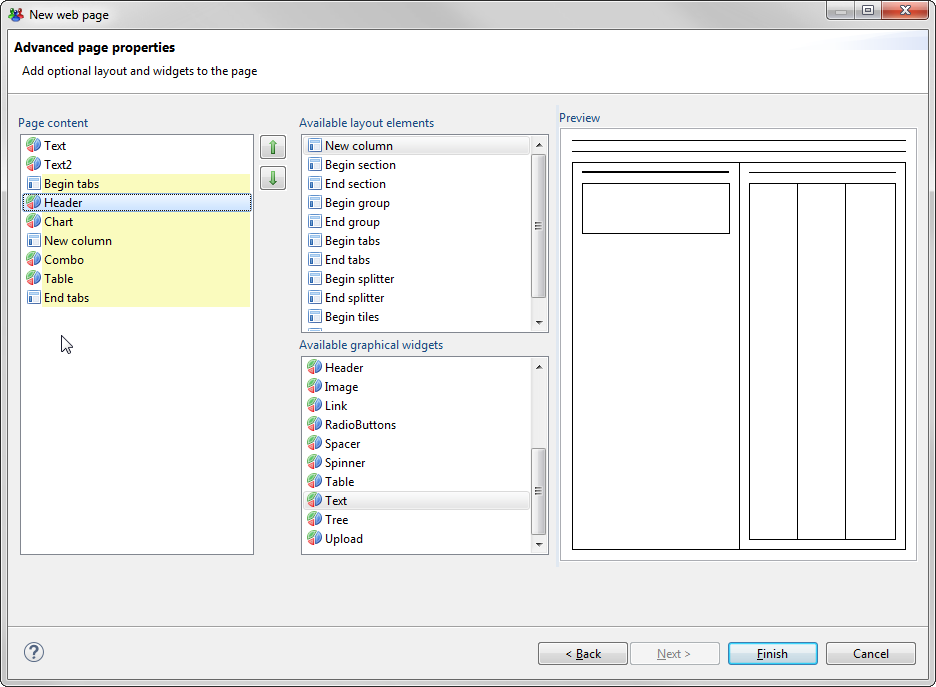 New web page
Advanced page properties
Add optional layout and widgets to the page
Page content
Text
Text2
Begin tabs
Header
Chart
New column
Combo
Table
End tabs
Available layout elements
New column
Begin section
End section
Begin group
End group
Begin tabs
End tabs
Begin splitter
End splitter
Begin tiles
Available graphical widgets
Header
Image
Link
RadioButtons
Spacer
Spinner
Table
Text
Tree
Upload
Preview
?
< Back
Next >
Finish
Cancel